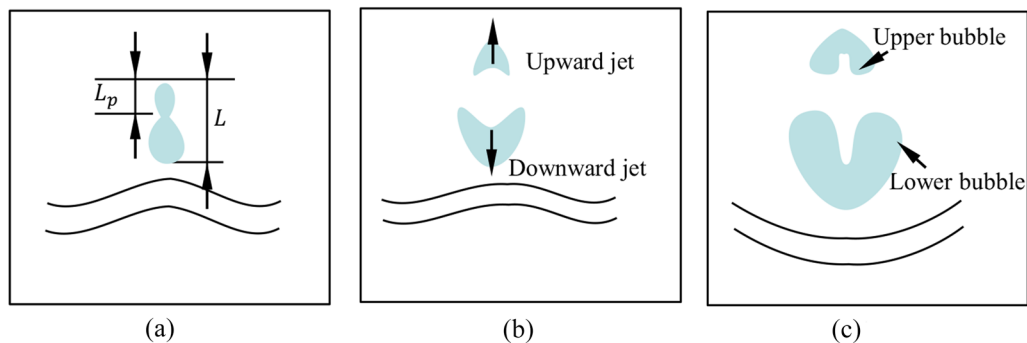 L_p
L
Upward jet
Downward jet
Upper bubble
Lower bubble
(a)
(b)
(c)